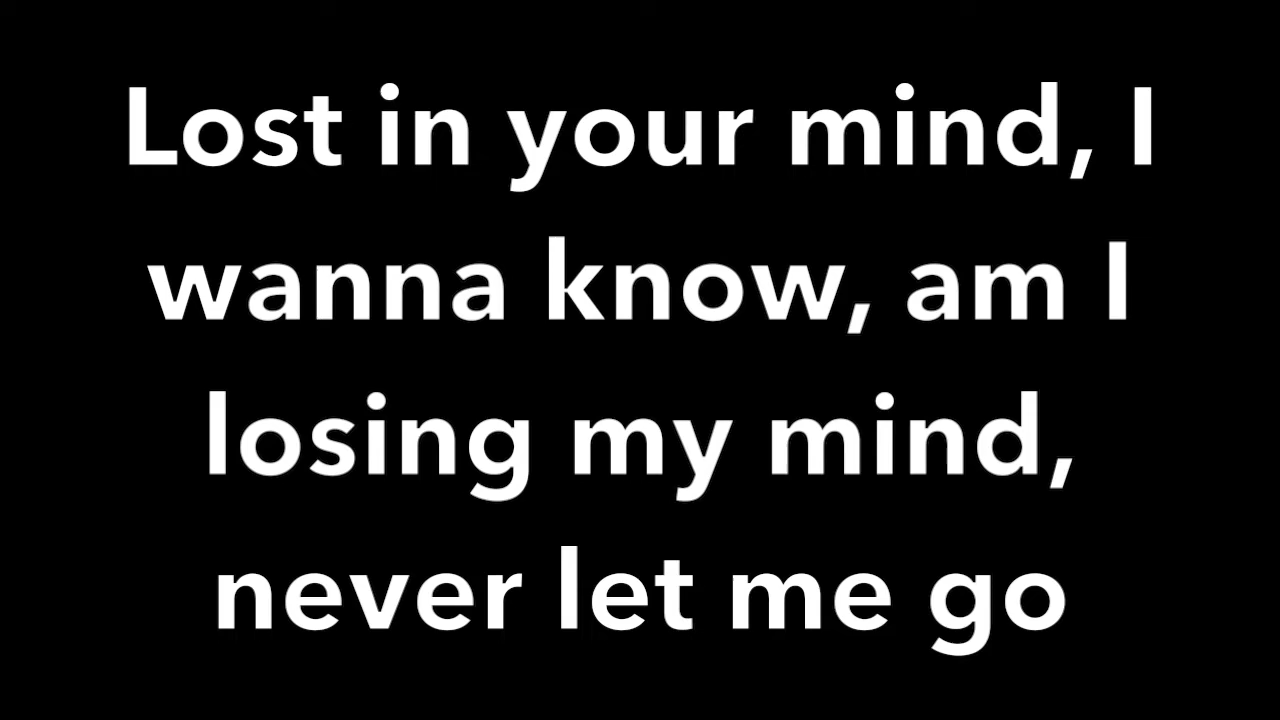 Lost in your mind, I
wanna know, am I
losing my mind,
never let me go